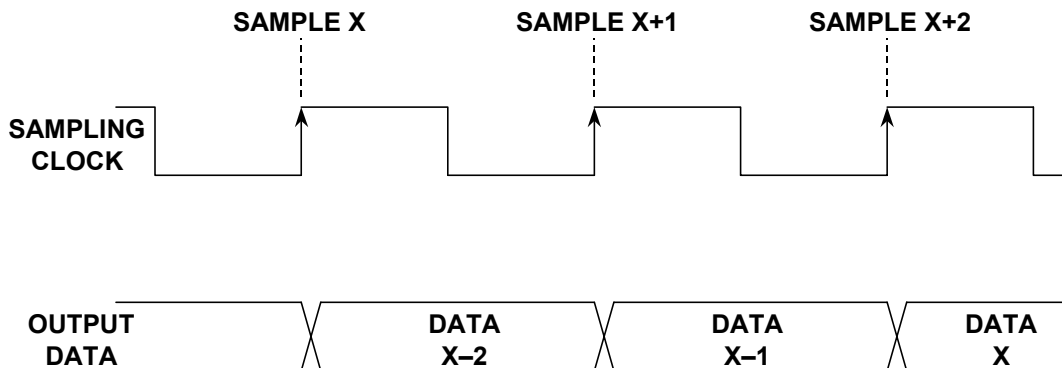 SAMPLE X
SAMPLE X+1
SAMPLE X+2
SAMPLING
CLOCK
OUTPUT
DATA
DATA
X–2
DATA
X–1
DATA
X